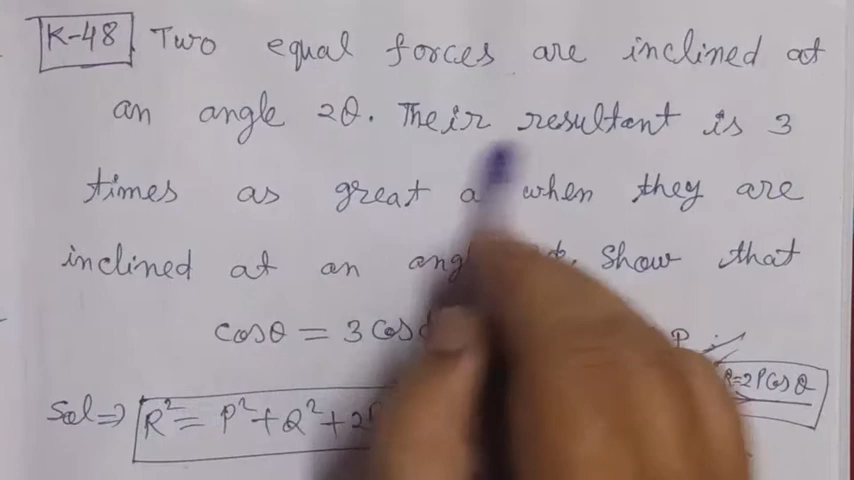 K-48 Two equal forces are inclined at
an angle 2θ. Their resultant is 3
times as great a when they are
inclined at an ang . Show that
cosθ = 3 Cos
P
R=2PCosθ
Sol⇒ R² = P² + Q² + 2